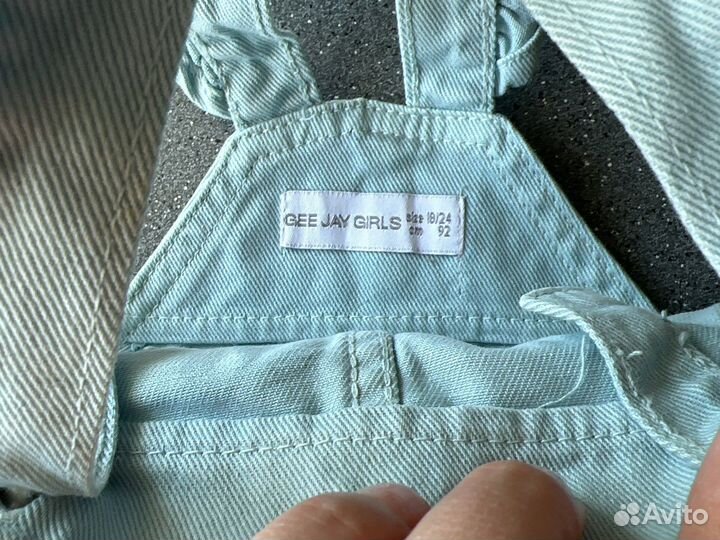 GEE JAY GIRLS size 18/24
cm 92
Avito